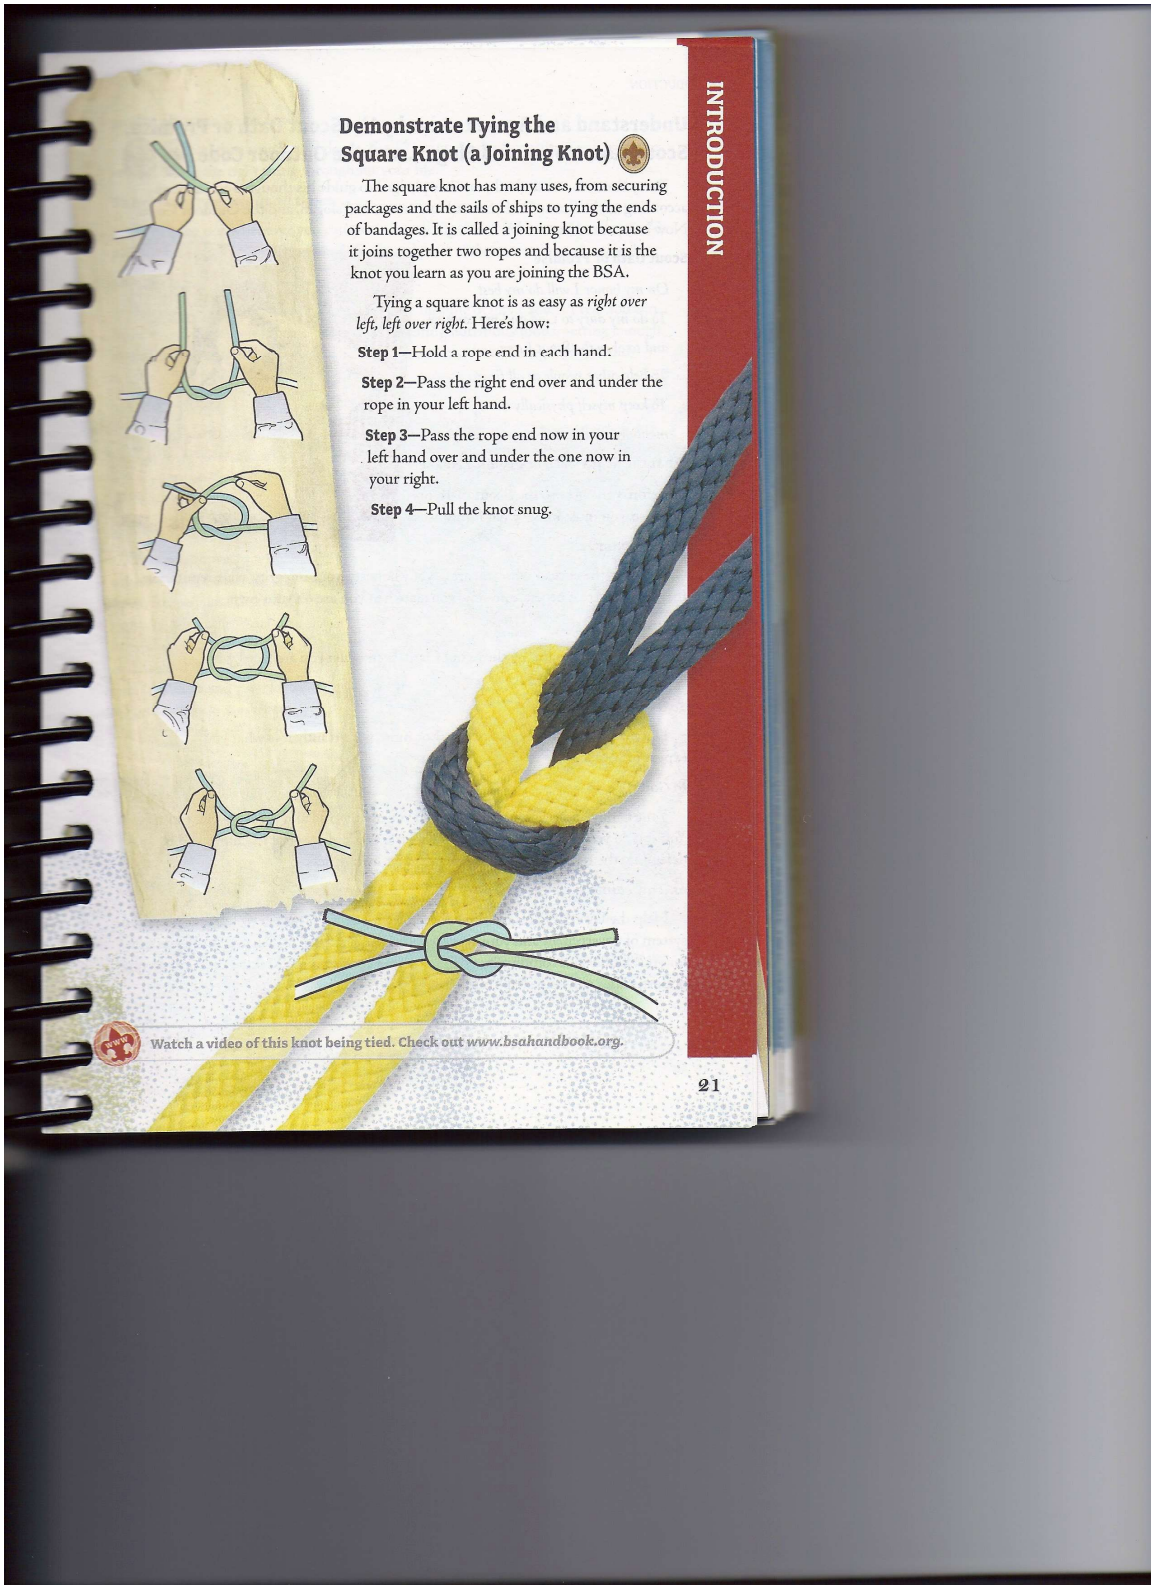 INTRODUCTION
Demonstrate Tying the
Square Knot (a Joining Knot)
The square knot has many uses, from securing
packages and the sails of ships to tying the ends
of bandages. It is called a joining knot because
it joins together two ropes and because it is the
knot you learn as you are joining the BSA.
Tying a square knot is as easy as right over
left, left over right. Here's how:
Step 1—Hold a rope end in each hand.
Step 2—Pass the right end over and under the
rope in your left hand.
Step 3—Pass the rope end now in your
left hand over and under the one now in
your right.
Step 4—Pull the knot snug.
www
Watch a video of this knot being tied. Check out www.bsahandbook.org.
21